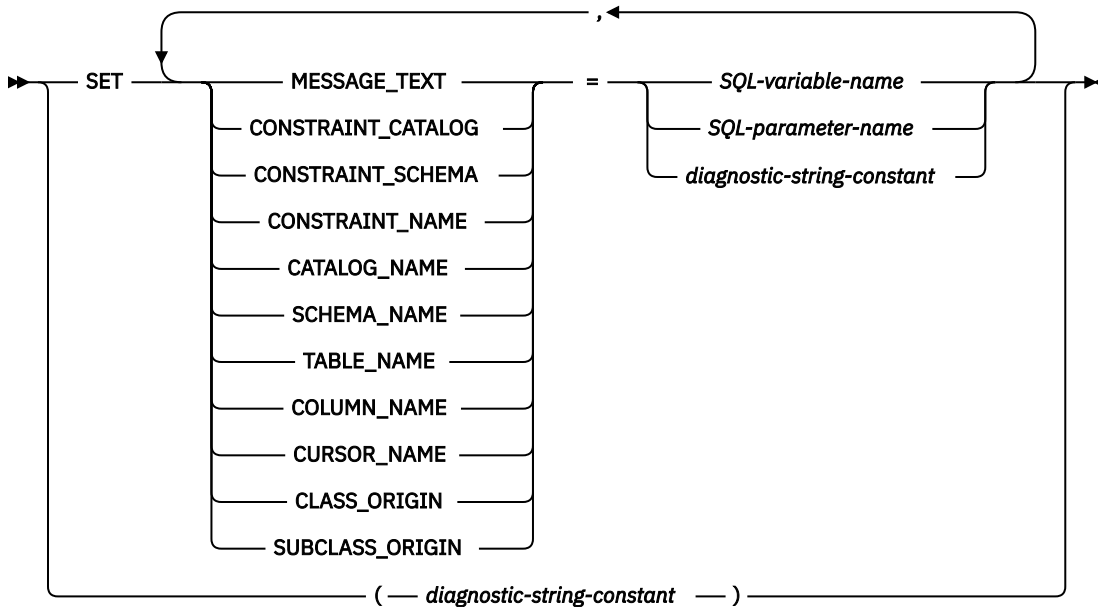 ,
SET MESSAGE_TEXT = SQL-variable-name
CONSTRAINT_CATALOG SQL-parameter-name
CONSTRAINT_SCHEMA diagnostic-string-constant
CONSTRAINT_NAME
CATALOG_NAME
SCHEMA_NAME
TABLE_NAME
COLUMN_NAME
CURSOR_NAME
CLASS_ORIGIN
SUBCLASS_ORIGIN
( diagnostic-string-constant )